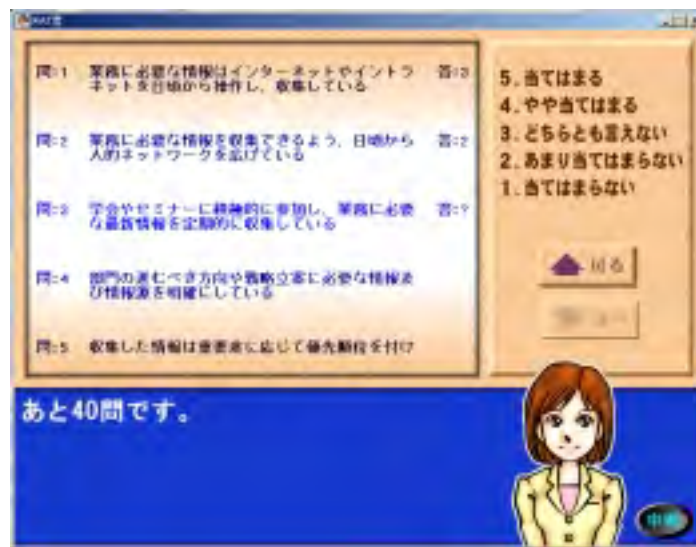 問:1 業務に必要な情報はインターネットやイントラ 答:3
ネットを日頃から操作し、収集している
問:2 業務に必要な情報を収集できるよう、日頃から 答:2
人的ネットワークを広げている
問:3 学会やセミナーに積極的に参加し、業務に必要 答:?
な最新情報を定期的に収集している
問:4 部門の進むべき方向や戦略立案に必要な情報及
び情報源を明確にしている
問:5 収集した情報は重要度に応じて優先順位を付け
5.当てはまる
4.やや当てはまる
3.どちらとも言えない
2.あまり当てはまらない
1.当てはまらない
戻る
あと40問です。
中断